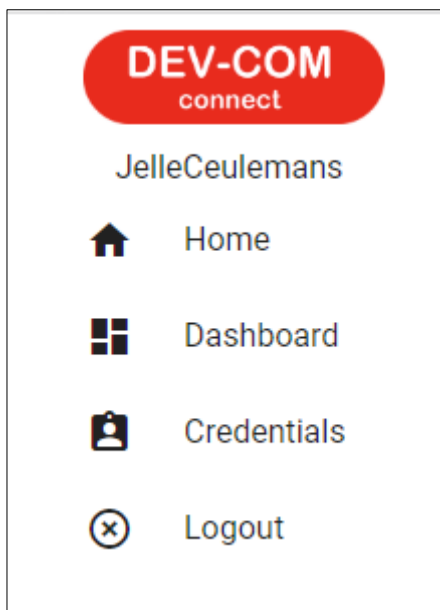 DEV-COM
connect
JelleCeulemans
Home
Dashboard
Credentials
Logout